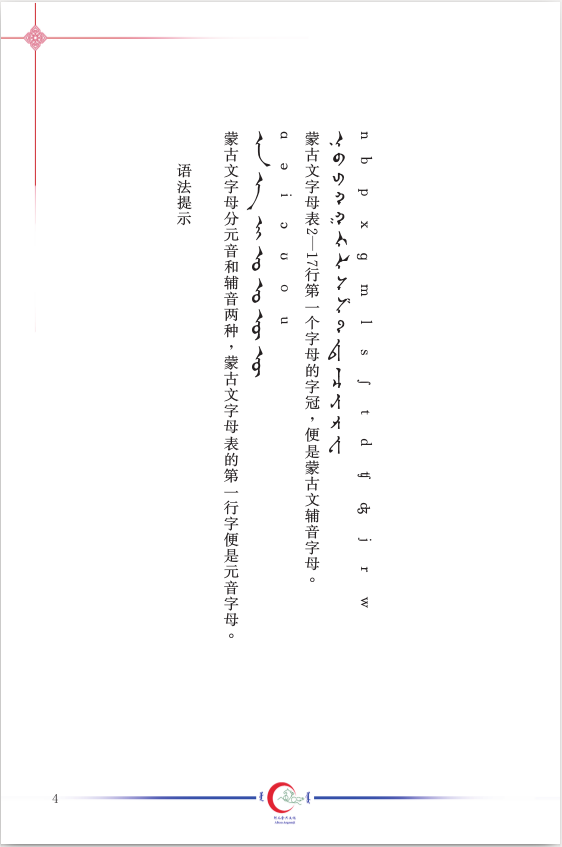 语法提示
蒙古文字母分元音和辅音两种，蒙古文字母表的第一行字便是元音字母。
ᠠ ᠡ ᠢ ᠣ ᠤ ᠥ ᠦ
ɑ e i ɔ ʊ o u
蒙古文字母表2—17行第一个字母的字冠，便是蒙古文辅音字母。
ᠨ ᠪ ᠫ ᠬ ᠭ ᠮ ᠯ ᠰ ᠱ ᠲ ᠳ ᠴ ᠵ ᠶ ᠷ ᠸ
n b p x g m l s ʃ t d ʧ ʤ j r w
4